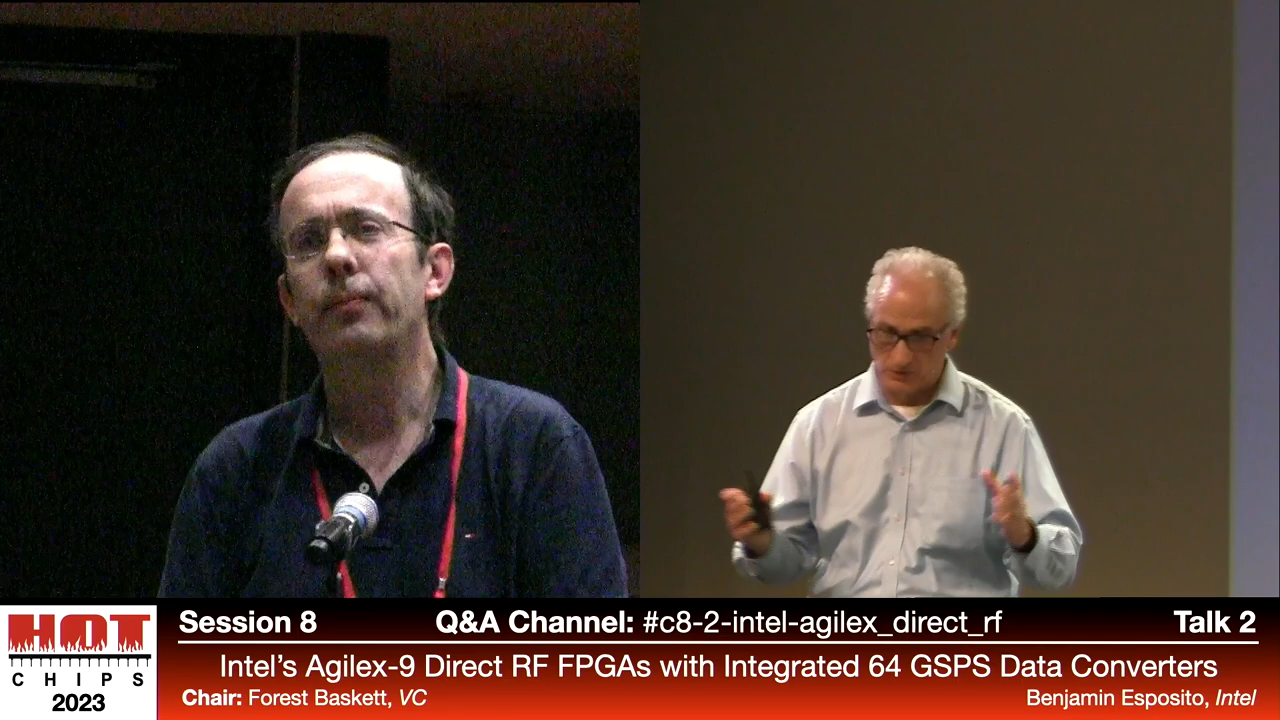 HOT
CHIPS
2023
Session 8
Q&A Channel: #c8-2-intel-agilex_direct_rf
Talk 2
Intel’s Agilex-9 Direct RF FPGAs with Integrated 64 GSPS Data Converters
Chair: Forest Baskett, VC
Benjamin Esposito, Intel